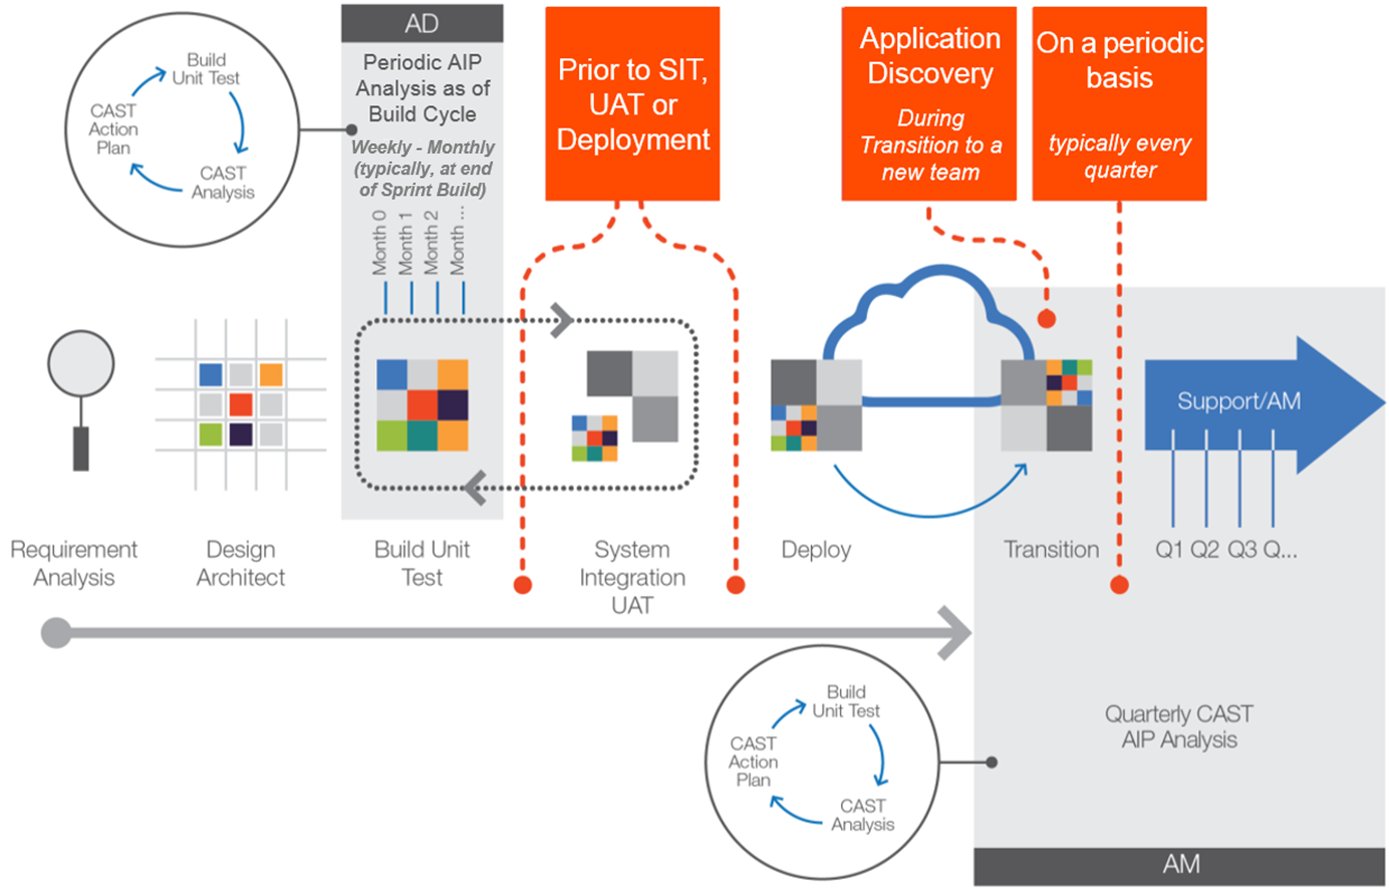 AD
Periodic AIP
Analysis as of
Build Cycle
Weekly - Monthly
(typically, at end
of Sprint Build)
Month 0
Month 1
Month 2
Month ...
Build
Unit Test
CAST
Action
Plan
CAST
Analysis
Prior to SIT,
UAT or
Deployment
Application
Discovery
During
Transition to a
new team
On a periodic
basis
typically every
quarter
Support/AM
Requirement
Analysis
Design
Architect
Build Unit
Test
System
Integration
UAT
Deploy
Transition
Q1 Q2 Q3 Q...
Build
Unit Test
CAST
Action
Plan
CAST
Analysis
Quarterly CAST
AIP Analysis
AM